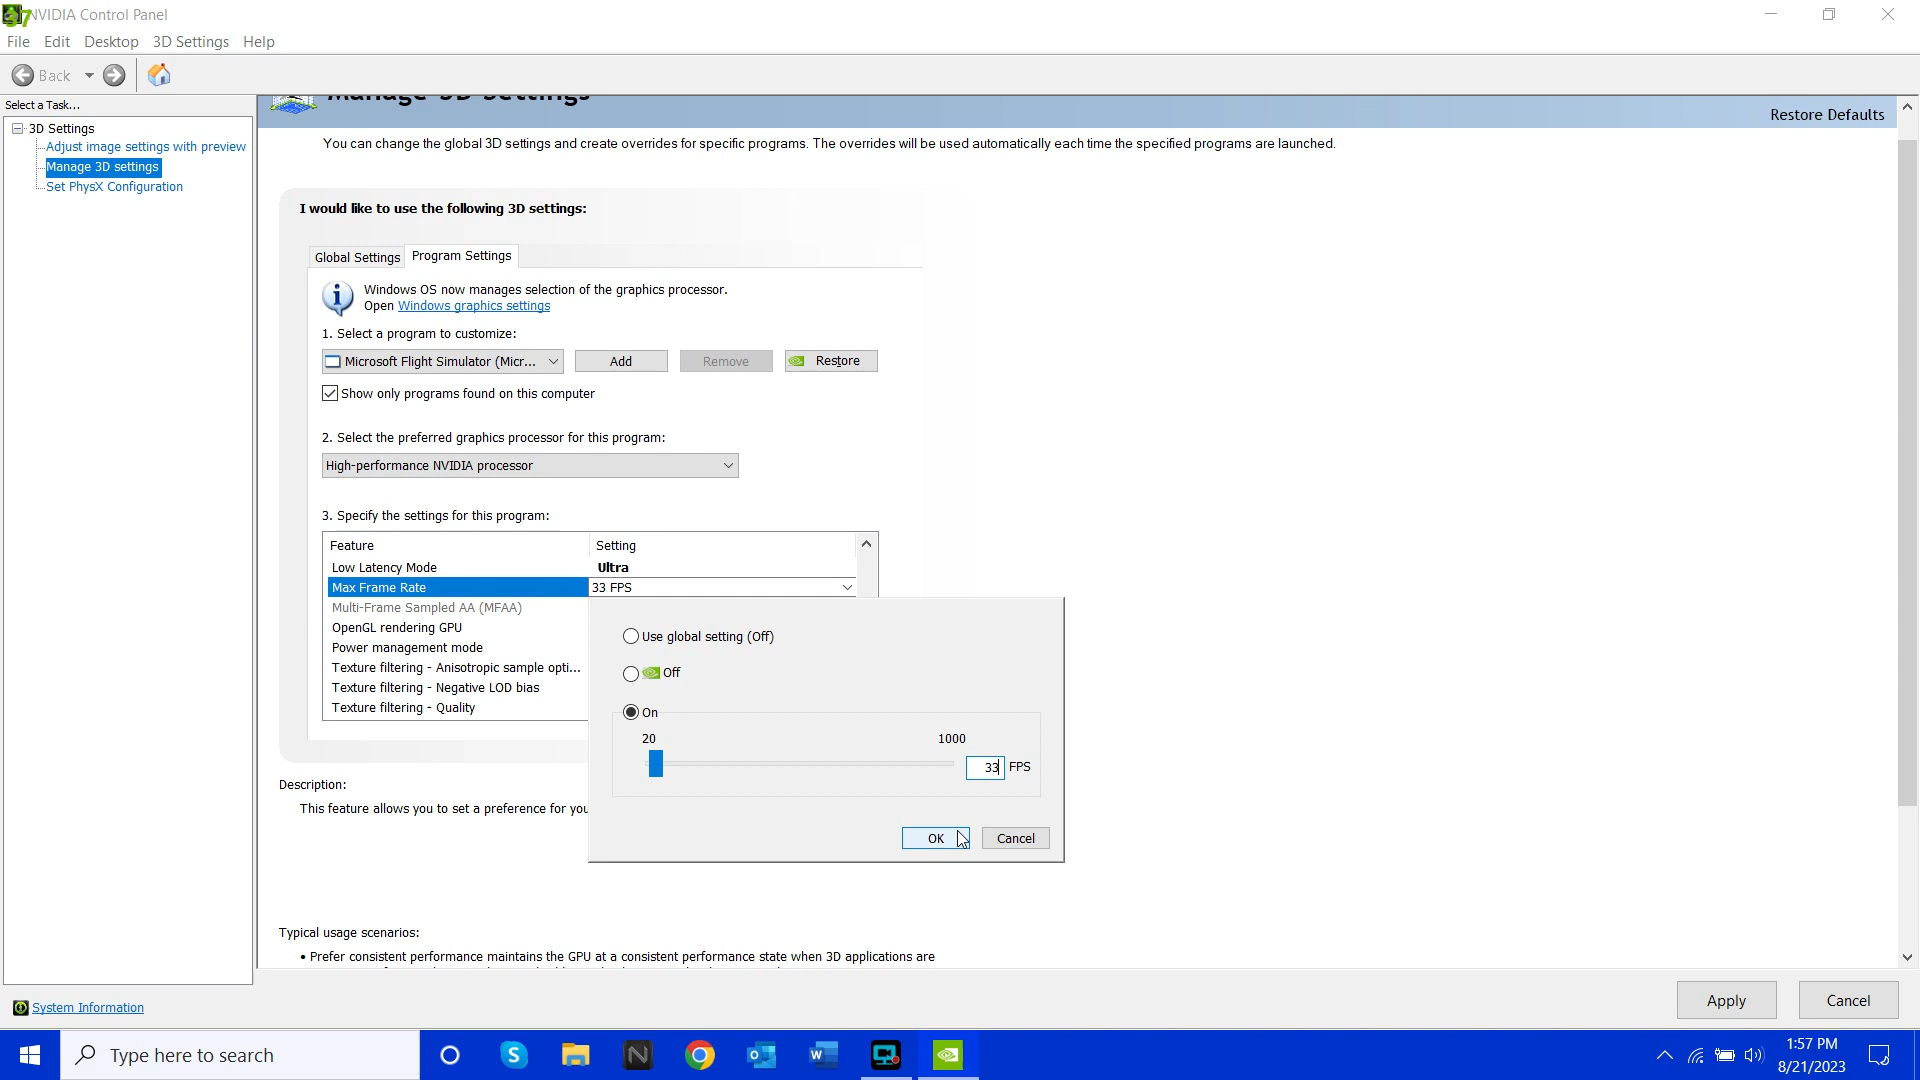 37
NVIDIA Control Panel
File Edit Desktop 3D Settings Help
Back
Select a Task...
3D Settings
Adjust image settings with preview
Manage 3D settings
Set PhysX Configuration
Manage 3D Settings
Restore Defaults
You can change the global 3D settings and create overrides for specific programs. The overrides will be used automatically each time the specified programs are launched.
I would like to use the following 3D settings:
Global Settings Program Settings
Windows OS now manages selection of the graphics processor.
Open Windows graphics settings
1. Select a program to customize:
Microsoft Flight Simulator (Micr... Add Remove Restore
Show only programs found on this computer
2. Select the preferred graphics processor for this program:
High-performance NVIDIA processor
3. Specify the settings for this program:
Feature Setting
Low Latency Mode Ultra
Max Frame Rate 33 FPS
Multi-Frame Sampled AA (MFAA)
OpenGL rendering GPU
Power management mode
Texture filtering - Anisotropic sample opti...
Texture filtering - Negative LOD bias
Texture filtering - Quality
Use global setting (Off)
Off
On
20 1000
33 FPS
OK Cancel
Description:
This feature allows you to set a preference for you
Typical usage scenarios:
• Prefer consistent performance maintains the GPU at a consistent performance state when 3D applications are
System Information
Apply Cancel
Type here to search
1:57 PM
8/21/2023